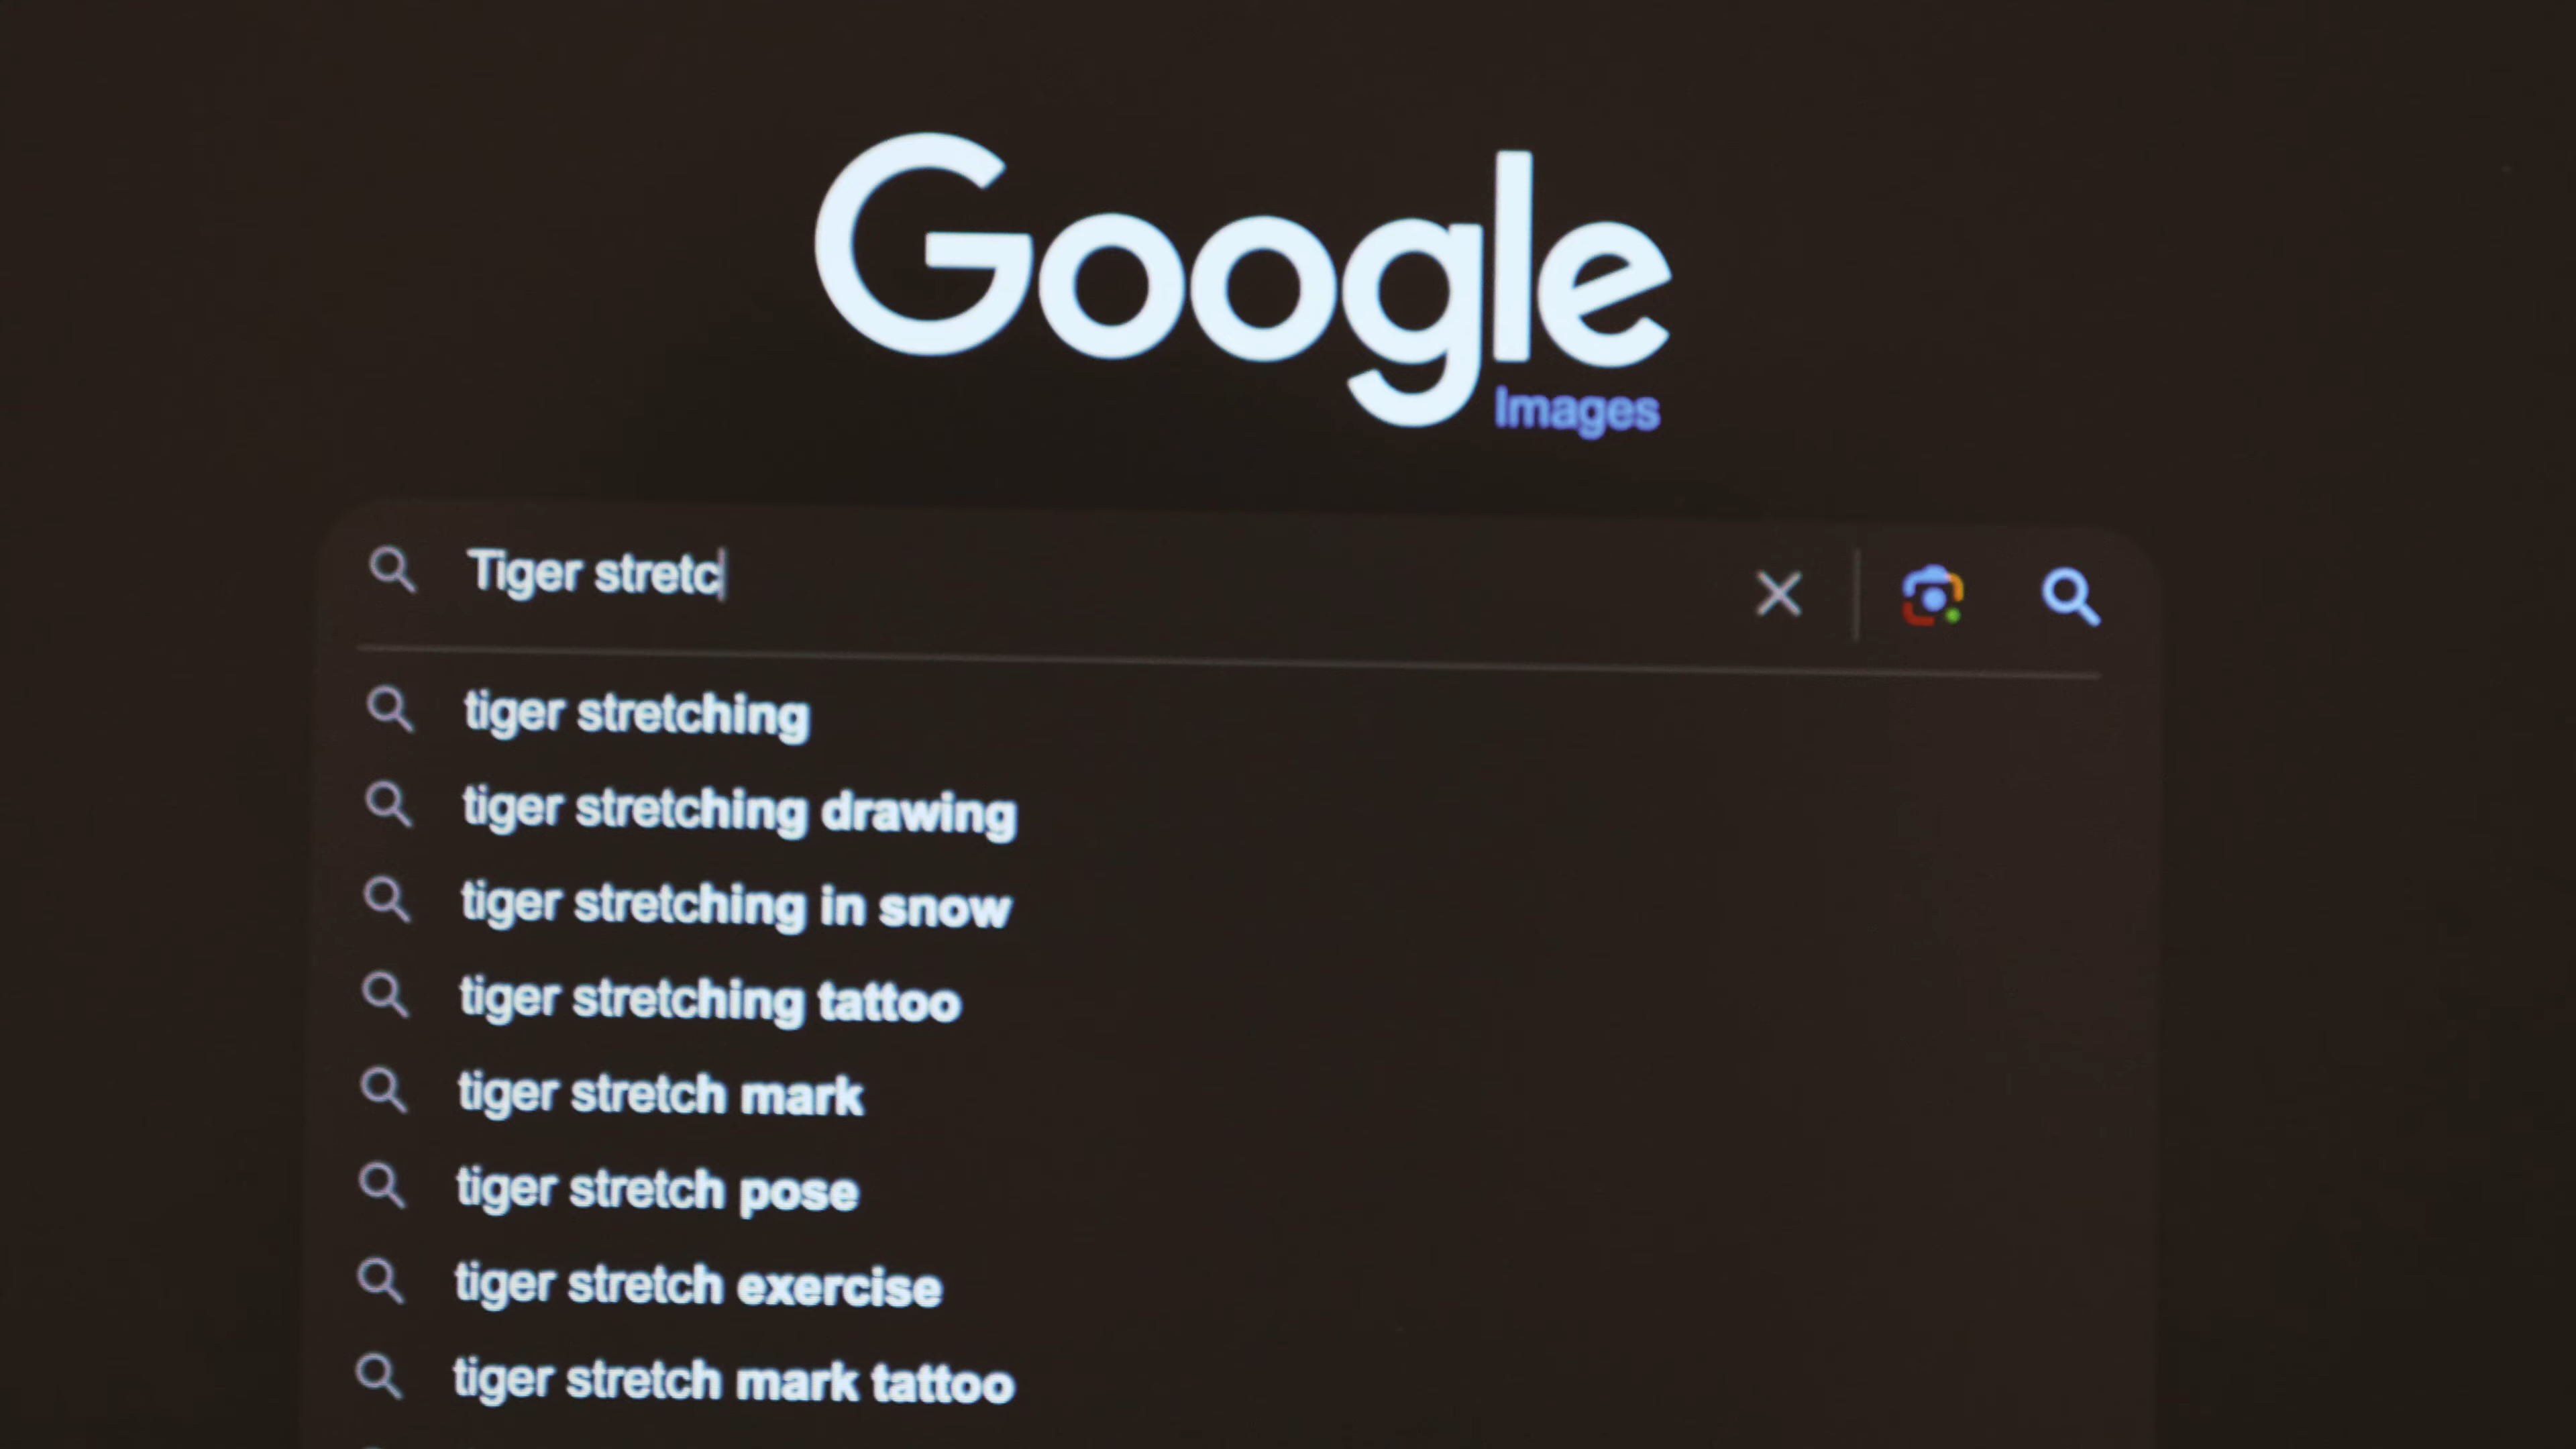 Google
Images
Tiger stretc
tiger stretching
tiger stretching drawing
tiger stretching in snow
tiger stretching tattoo
tiger stretch mark
tiger stretch pose
tiger stretch exercise
tiger stretch mark tattoo